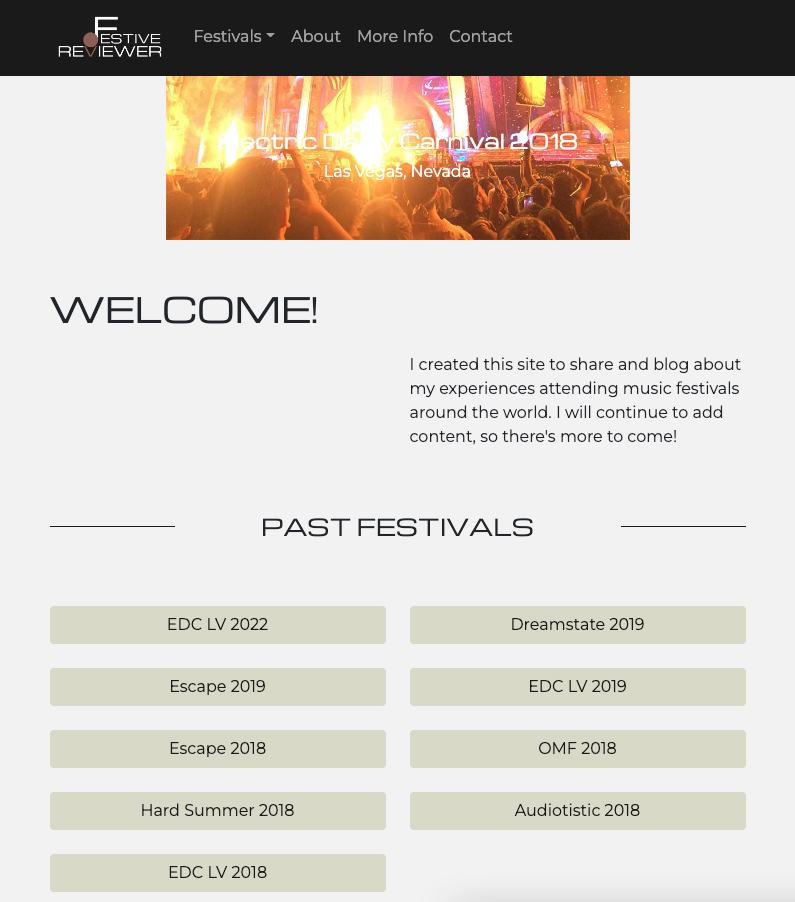 FESTIVE
REVIEWER
Festivals
About
More Info
Contact
Electric Daisy Carnival 2018
Las Vegas, Nevada
WELCOME!
I created this site to share and blog about
my experiences attending music festivals
around the world. I will continue to add
content, so there's more to come!
PAST FESTIVALS
EDC LV 2022
Dreamstate 2019
Escape 2019
EDC LV 2019
Escape 2018
OMF 2018
Hard Summer 2018
Audiotistic 2018
EDC LV 2018